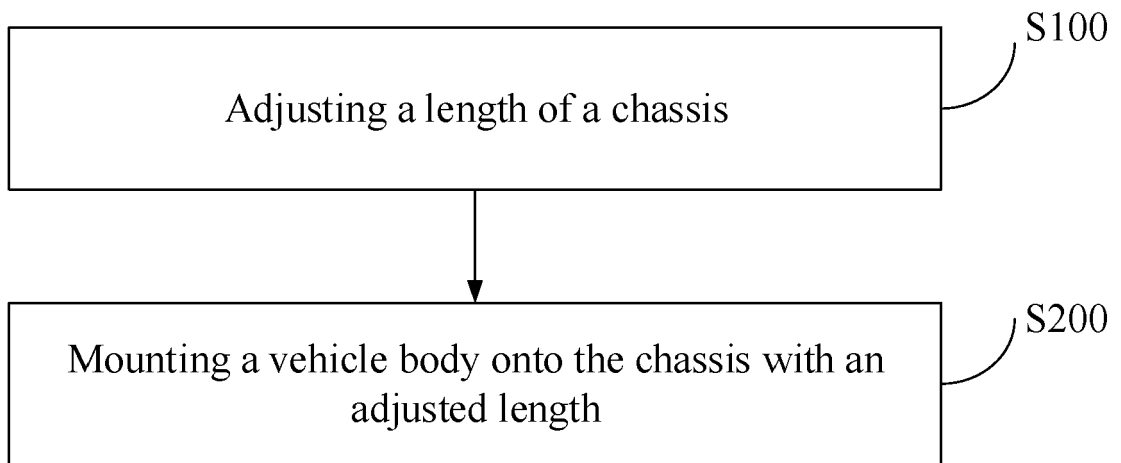 S100
Adjusting a length of a chassis
S200
Mounting a vehicle body onto the chassis with an
adjusted length